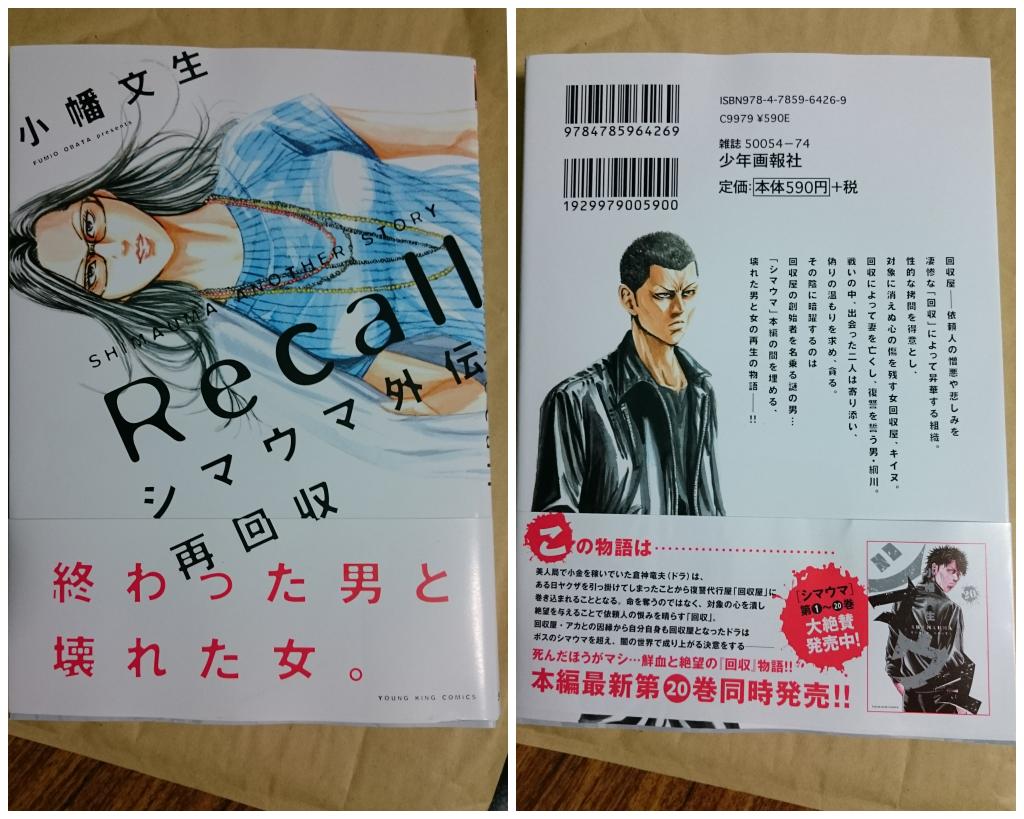 小幡文生
FUMIO OBATA presents
SHIMAUMA ANOTHER STORY
Recall
シマウマ外伝
再回収
終わった男と
壊れた女。
YOUNG KING COMICS
9784785964269
1929979005900
ISBN978-4-7859-6426-9
C9979 ¥590E
雑誌 50054-74
少年画報社
定価:本体590円+税
回収屋――依頼人の憎悪や悲しみを
凄惨な「回収」によって昇華する組織。
性的な拷問を得意とし、
対象に消えぬ心の傷を残す女回収屋、キイヌ。
回収によって妻を亡くし、復讐を誓う男・綱川。
戦いの中、出会った二人は寄り添い、
偽りの温もりを求め、貪る。
その陰に暗躍するのは
回収屋の創始者を名乗る謎の男…
「シマウマ」本編の間を埋める、
壊れた男と女の再生の物語――!!
この物語は
美人局で小金を稼いでいた倉神竜夫(ドラ)は、
ある日ヤクザを引っ掛けてしまったことから復讐代行屋「回収屋」に
巻き込まれることとなる。命を奪うのではなく、対象の心を潰し
絶望を与えることで依頼人の恨みを晴らす「回収」。
回収屋・アカとの因縁から自分自身も回収屋となったドラは
ボスのシマウマを超え、闇の世界で成り上がる決意をする――
死んだほうがマシ…鮮血と絶望の『回収』物語!!
本編最新第20巻同時発売!!
「シマウマ」
第1~20巻
大絶賛
発売中!
20